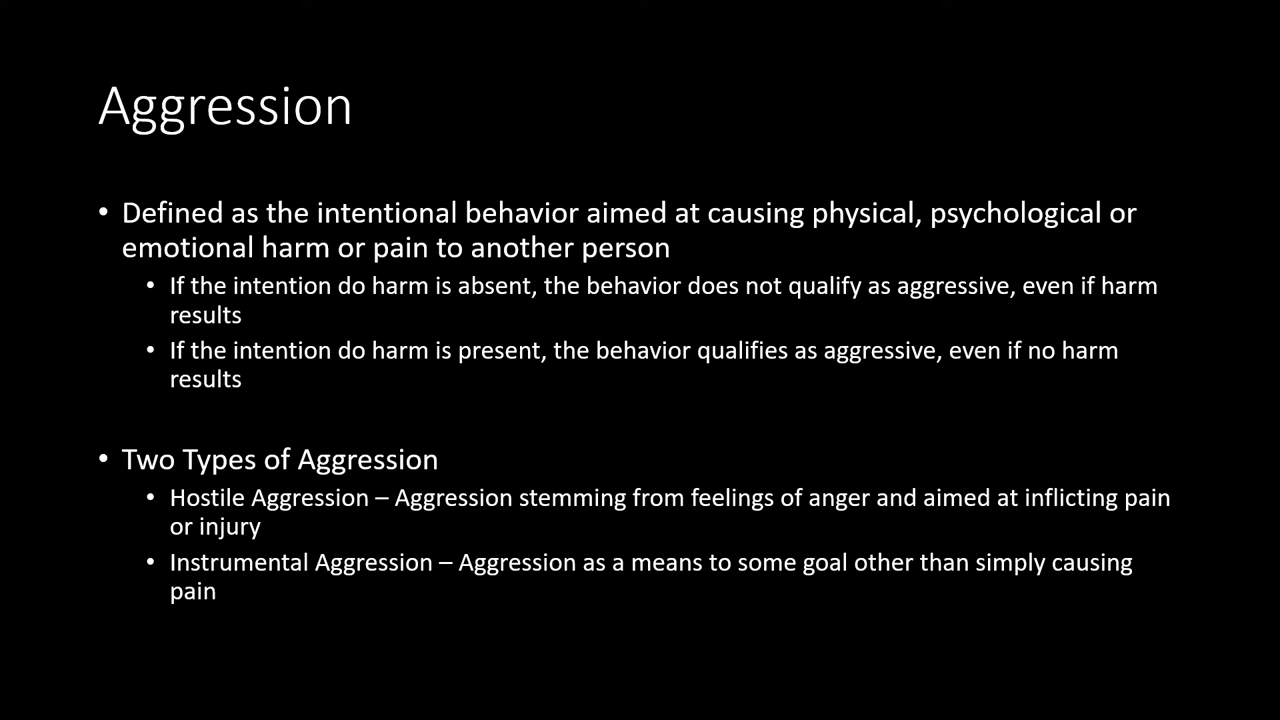 Aggression
• Defined as the intentional behavior aimed at causing physical, psychological or
emotional harm or pain to another person
• If the intention do harm is absent, the behavior does not qualify as aggressive, even if harm
results
• If the intention do harm is present, the behavior qualifies as aggressive, even if no harm
results
• Two Types of Aggression
• Hostile Aggression – Aggression stemming from feelings of anger and aimed at inflicting pain
or injury
• Instrumental Aggression – Aggression as a means to some goal other than simply causing
pain